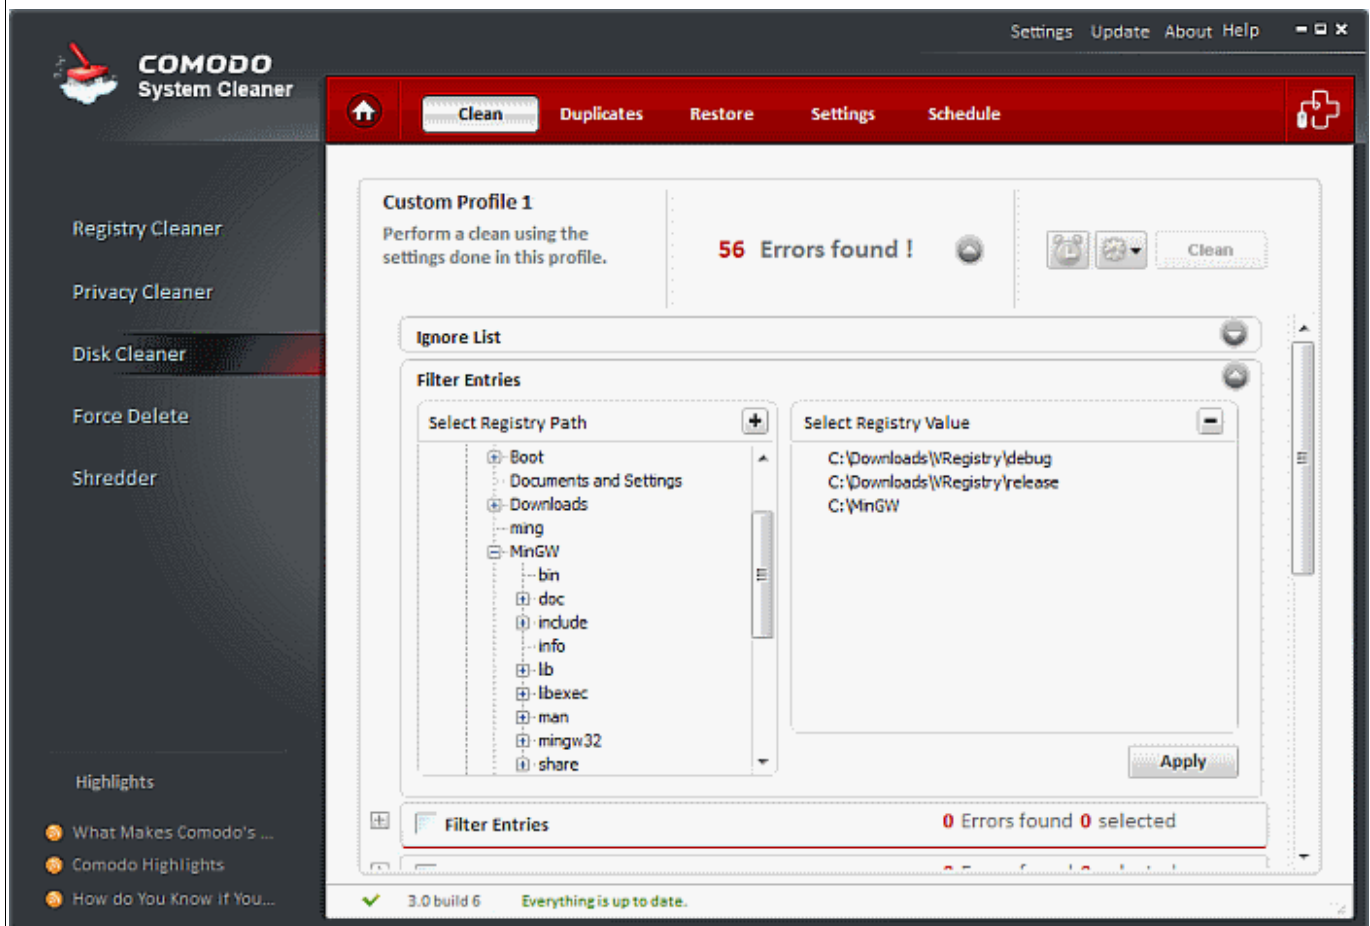 Settings Update About Help
COMODO
System Cleaner
Clean Duplicates Restore Settings Schedule
Registry Cleaner
Privacy Cleaner
Disk Cleaner
Force Delete
Shredder
Custom Profile 1
Perform a clean using the
settings done in this profile.
56 Errors found !
Clean
Ignore List
Filter Entries
Select Registry Path
Boot
Documents and Settings
Downloads
ming
MinGW
bin
doc
include
info
lib
libexec
man
mingw32
share
Select Registry Value
C:\Downloads\VRegistry\debug
C:\Downloads\VRegistry\release
C:\MinGW
Apply
Filter Entries
0 Errors found 0 selected
Highlights
What Makes Comodo's ...
Comodo Highlights
How do You Know if You...
3.0 build 6 Everything is up to date.